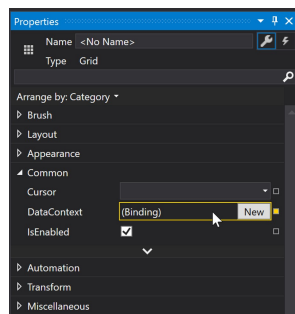 Properties
Name <No Name>
Type Grid
Arrange by: Category
Brush
Layout
Appearance
Common
Cursor
DataContext (Binding) New
IsEnabled
Automation
Transform
Miscellaneous